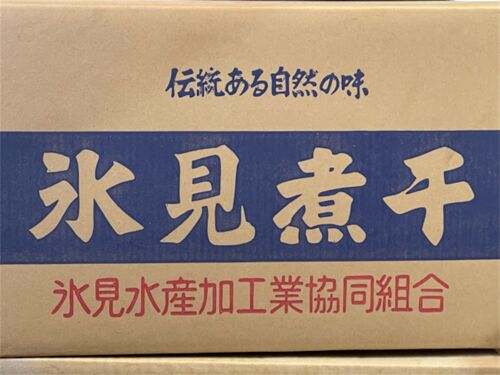 伝統ある自然の味
氷見煮干
氷見水産加工業協同組合